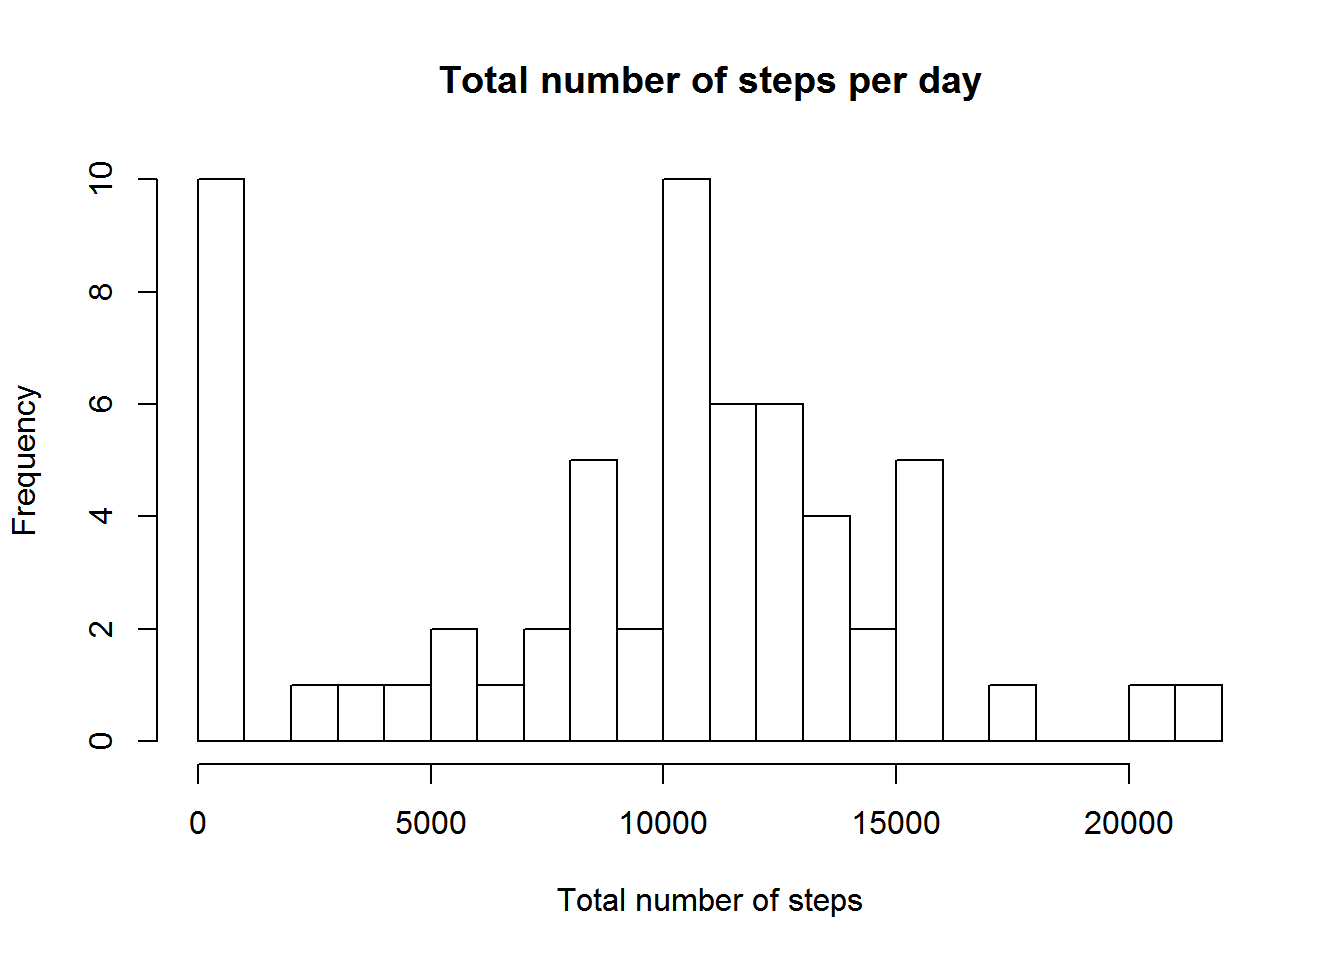 Total number of steps per day
10
8
6
4
2
0
Frequency
0 5000 10000 15000 20000
Total number of steps